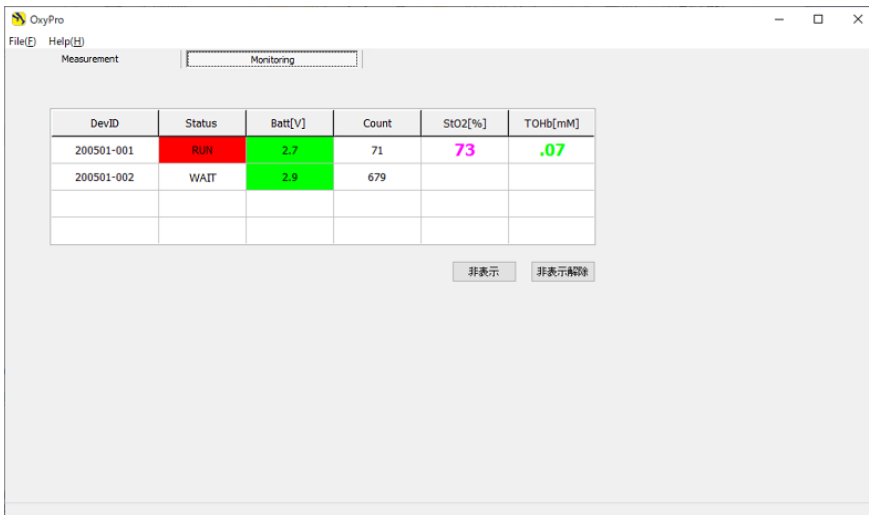 OxyPro
File(F) Help(H)
Measurement Monitoring
DevID Status Batt[V] Count StO2[%] TOHb[mM]
200501-001 RUN 2.7 71 73 .07
200501-002 WAIT 2.9 679
非表示 非表示解除